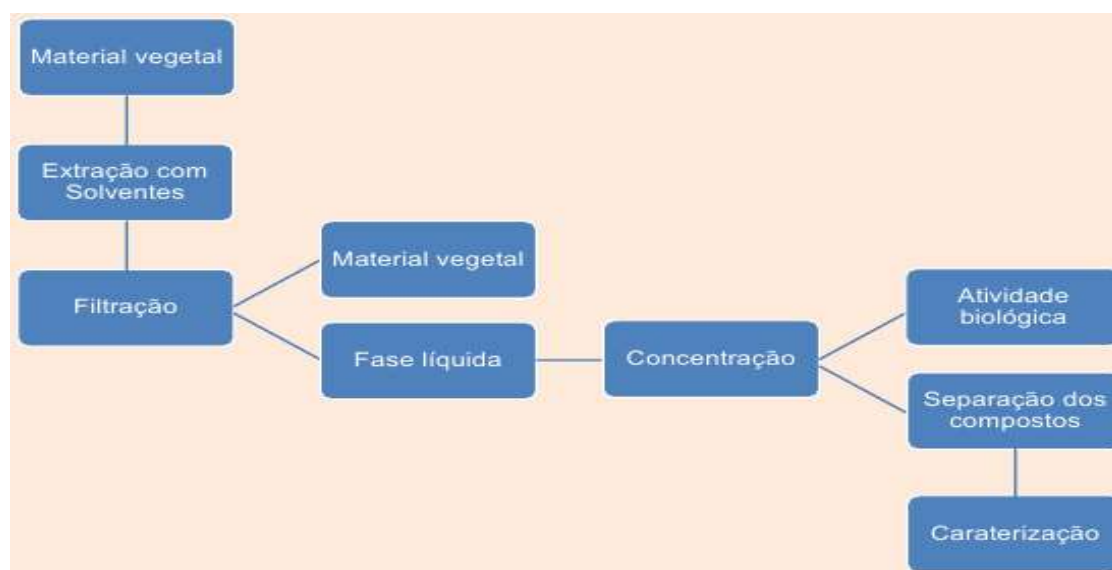 Material vegetal
Extração com
Solventes
Filtração
Material vegetal
Fase líquida
Concentração
Atividade
biológica
Separação dos
compostos
Caraterização